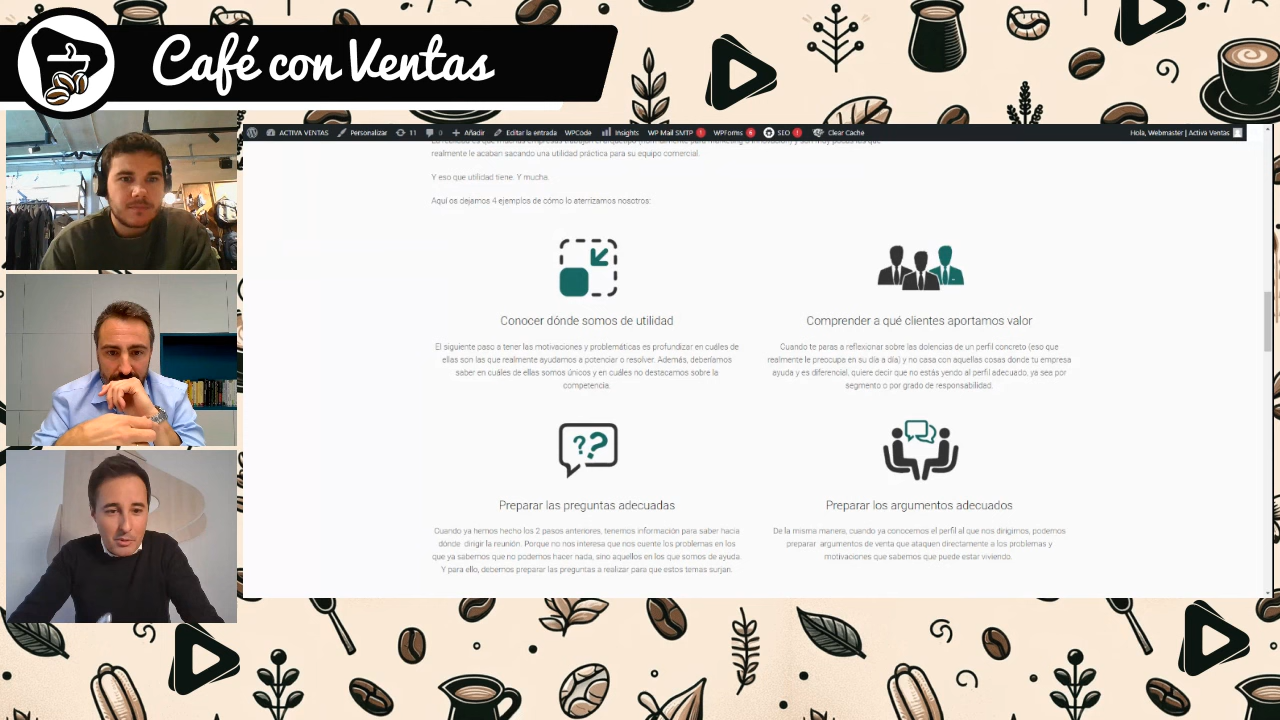 Café con Ventas
ACTIVA VENTAS Personalizar 11 0 Añadir Editar la entrada WPCode Insights WP Mail SMTP 1 WPForms 6 SEO 1 Clear Cache Hola, Webmaster | Activa Ventas
realmente le acaban sacando una utilidad práctica para su equipo comercial.
Y eso que utilidad tiene. Y mucha.
Aquí os dejamos 4 ejemplos de cómo lo aterrizamos nosotros:
Conocer dónde somos de utilidad
El siguiente paso a tener las motivaciones y problemáticas es profundizar en cuáles de
ellas son las que realmente ayudamos a potenciar o resolver. Además, deberíamos
saber en cuáles de ellas somos únicos y en cuáles no destacamos sobre la
competencia.
Comprender a qué clientes aportamos valor
Cuando te paras a reflexionar sobre las dolencias de un perfil concreto (eso que
realmente le preocupa en su día a día) y no casa con aquellas cosas donde tu empresa
ayuda y es diferencial, quiere decir que no estás yendo al perfil adecuado, ya sea por
segmento o por grado de responsabilidad.
Preparar las preguntas adecuadas
Cuando ya hemos hecho los 2 pasos anteriores, tenemos información para saber hacia
dónde dirigir la reunión. Porque no nos interesa que nos cuente los problemas en los
que ya sabemos que no podemos hacer nada, sino aquellos en los que somos de ayuda.
Y para ello, debemos preparar las preguntas a realizar para que estos temas surjan.
Preparar los argumentos adecuados
De la misma manera, cuando ya conocemos el perfil al que nos dirigimos, podemos
preparar argumentos de venta que ataquen directamente a los problemas y
motivaciones que sabemos que puede estar viviendo.